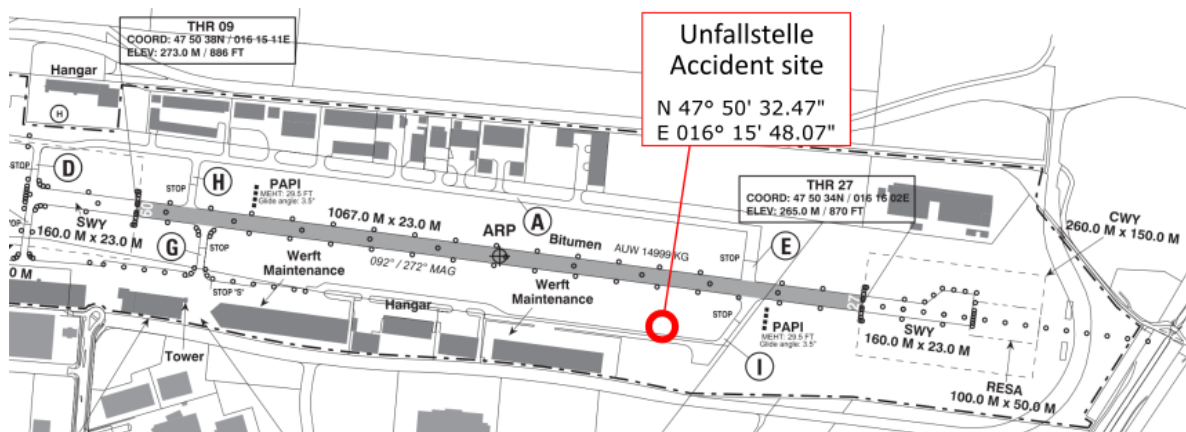 THR 09
COORD: 47 50 38N / 016 15 11E
ELEV: 273.0 M / 886 FT
Unfallstelle
Accident site
N 47° 50' 32.47"
E 016° 15' 48.07"
Hangar
H
STOP
D
STOP
H
PAPI
MEHT: 29.5 FT
Glide angle: 3.5°
THR 27
COORD: 47 50 34N / 016 16 02E
ELEV: 265.0 M / 870 FT
CWY
260.0 M x 150.0 M
09
SWY
160.0 M x 23.0 M
1067.0 M x 23.0 M
A
ARP
Bitumen
AUW 14999 KG
STOP
E
STOP
G
STOP
Werft
Maintenance
092° / 272° MAG
0 M
STOP "S"
Hangar
Werft
Maintenance
27
STOP
PAPI
MEHT: 29.5 FT
Glide angle: 3.5°
SWY
160.0 M x 23.0 M
Tower
I
RESA
100.0 M x 50.0 M